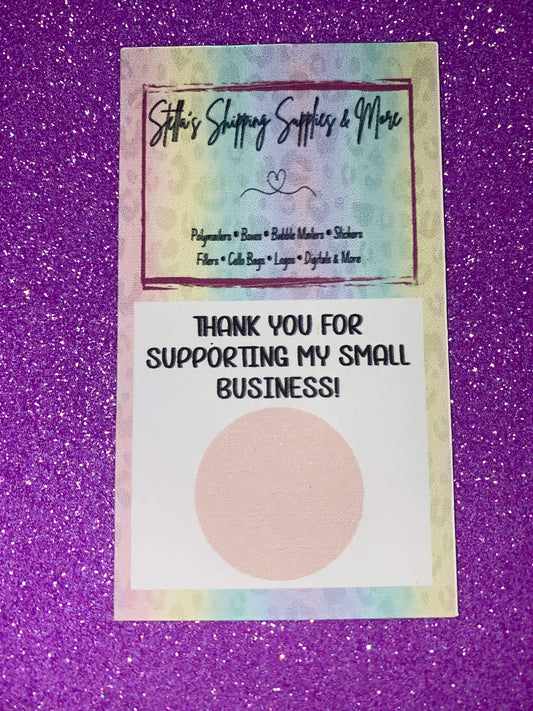 Stella's Shipping Supplies & More
Polymailers • Boxes • Bubble Mailers • Stickers
Fillers • Cello Bags • Logos • Digitals & More
THANK YOU FOR
SUPPORTING MY SMALL
BUSINESS!